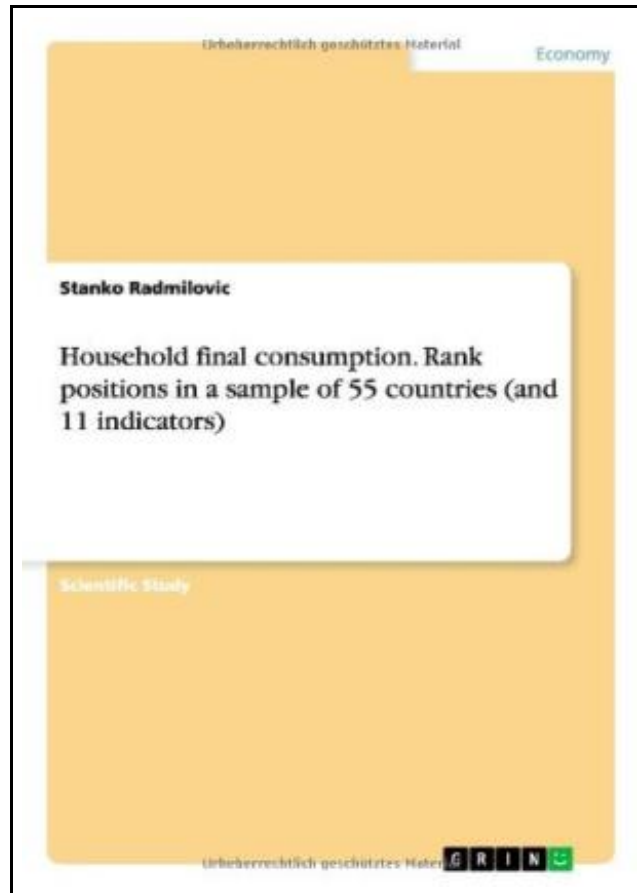 Urheberrechtlich geschütztes Material
Economy
Stanko Radmilovic
Household final consumption. Rank
positions in a sample of 55 countries (and
11 indicators)
Scientific Study
Urheberrechtlich geschütztes Mater
GRIN